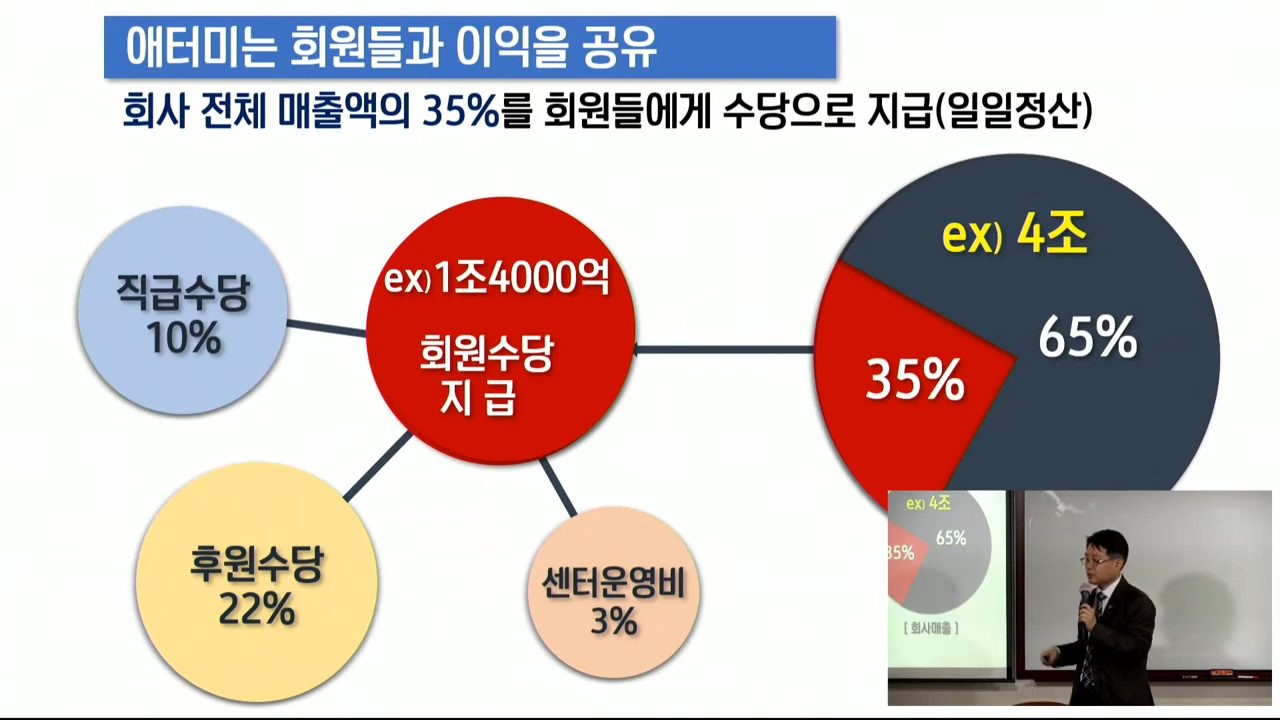 애터미는 회원들과 이익을 공유
회사 전체 매출액의 35%를 회원들에게 수당으로 지급(일일정산)
직급수당
10%
ex)1조4000억
회원수당
지 급
ex) 4조
65%
35%
후원수당
22%
센터운영비
3%
ex) 4조
65%
35%
[ 회사매출 ]